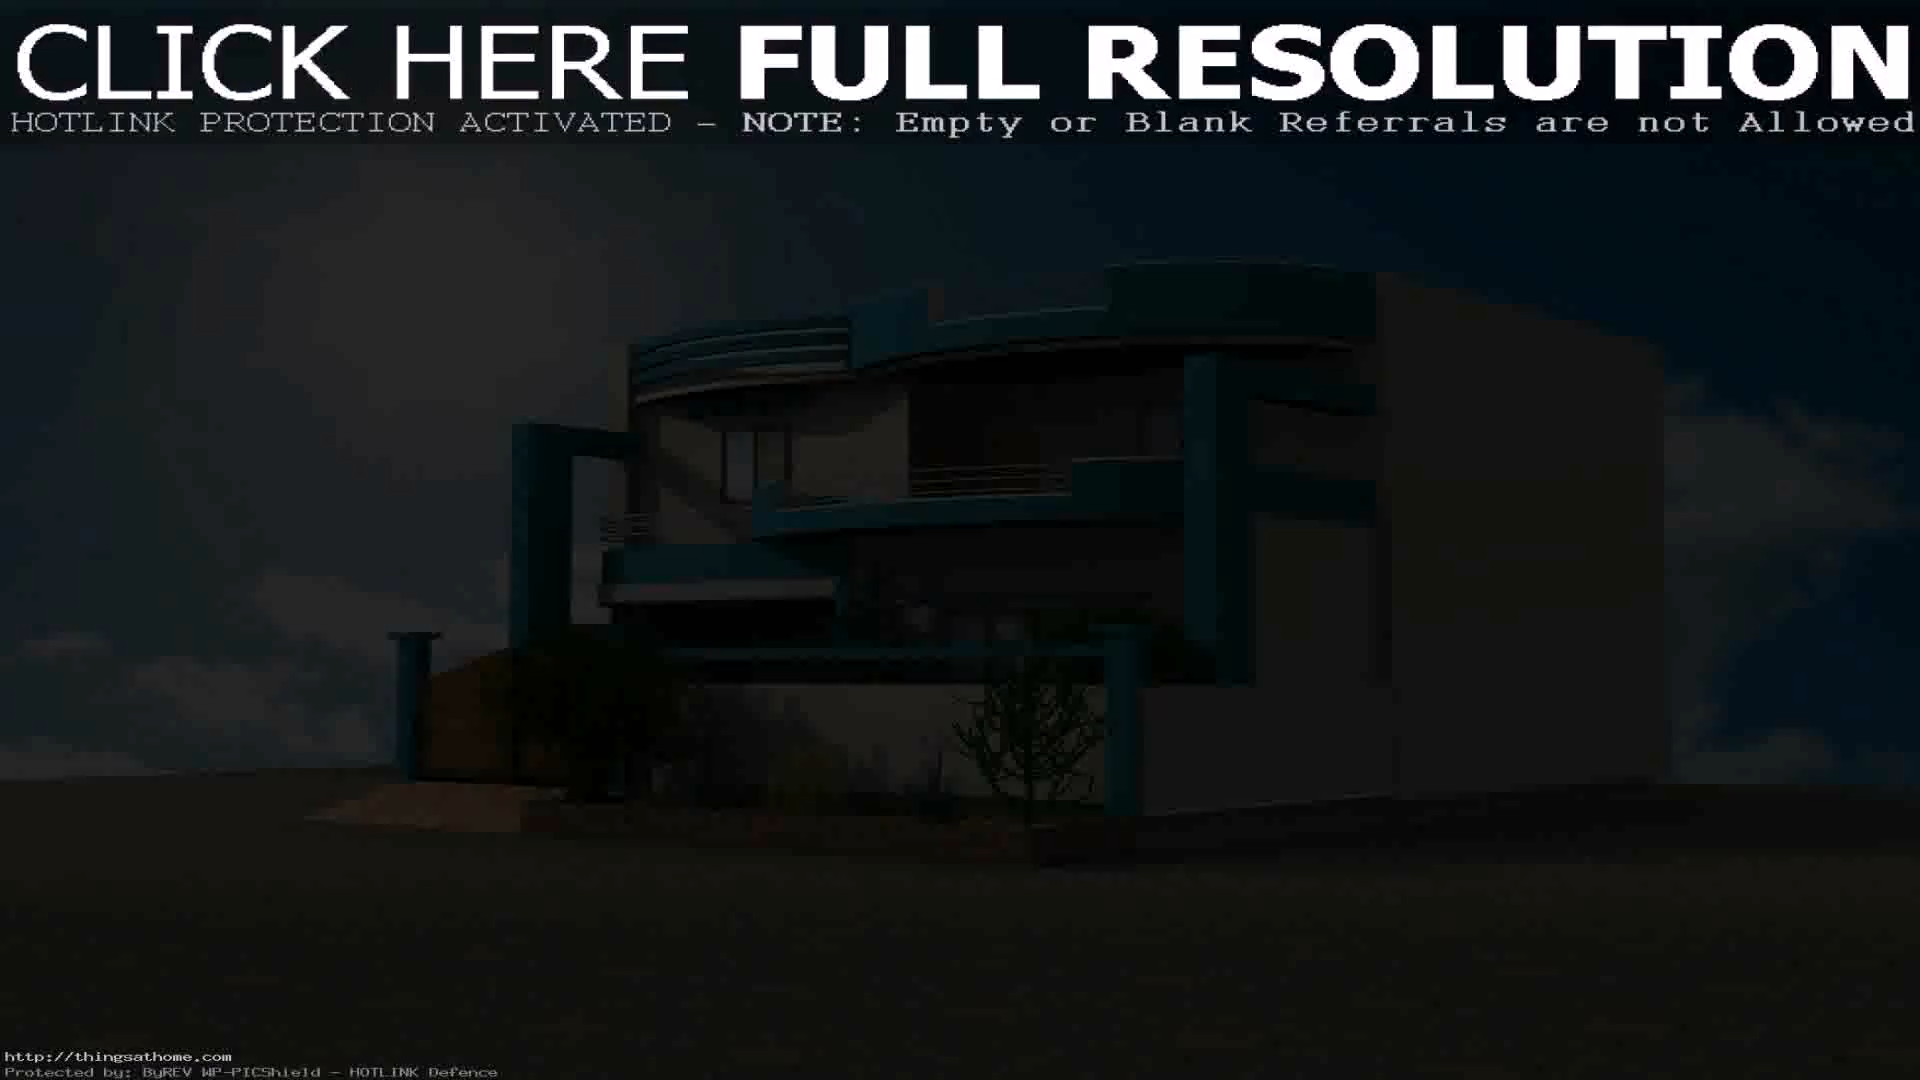 CLICK HERE FULL RESOLUTION
HOTLINK PROTECTION ACTIVATED - NOTE: Empty or Blank Referrals are not Allowed
http://thingsathome.com
Protected by: ByREV WP-PICShield - HOTLINK Defence